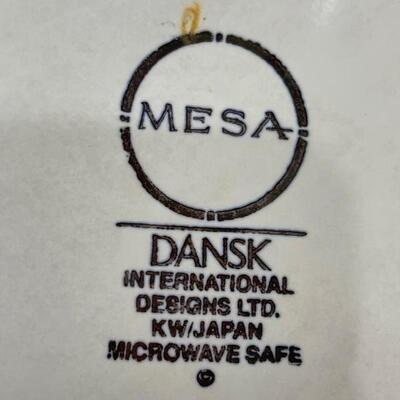 MESA
DANSK
INTERNATIONAL
DESIGNS LTD.
KW/JAPAN
MICROWAVE SAFE
©